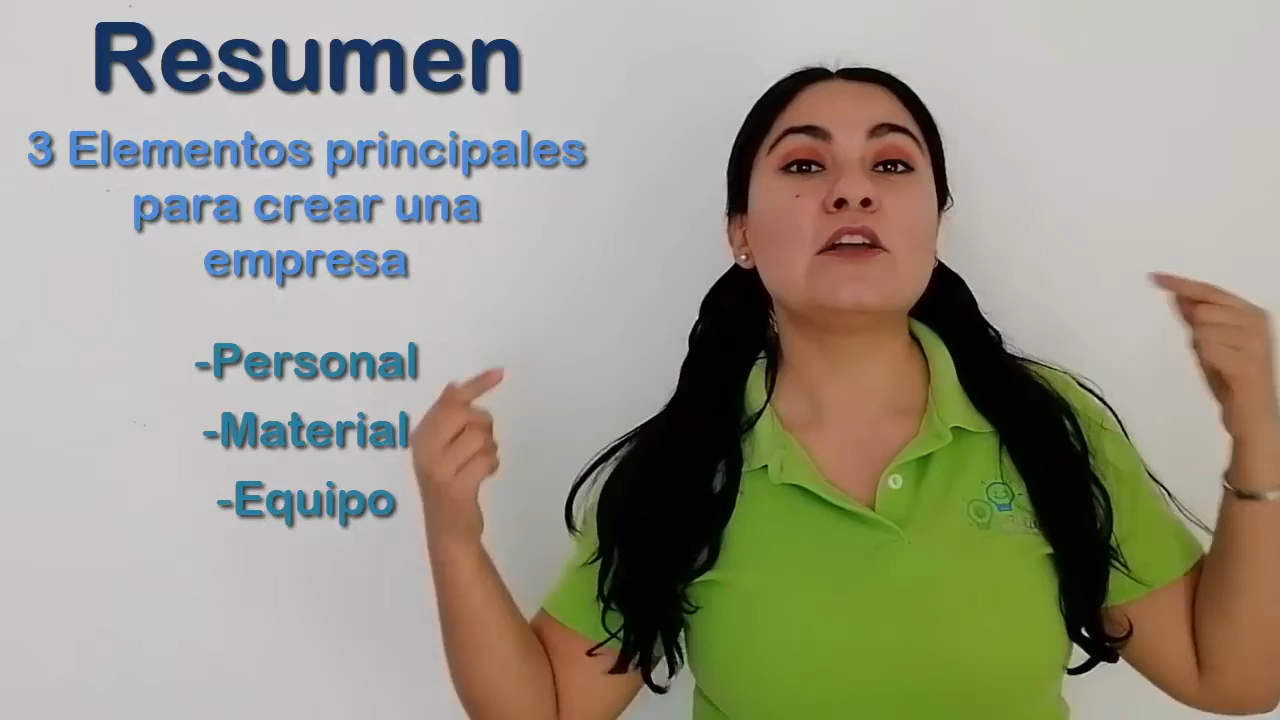 Resumen
3 Elementos principales
para crear una
empresa
-Personal
-Material
-Equipo